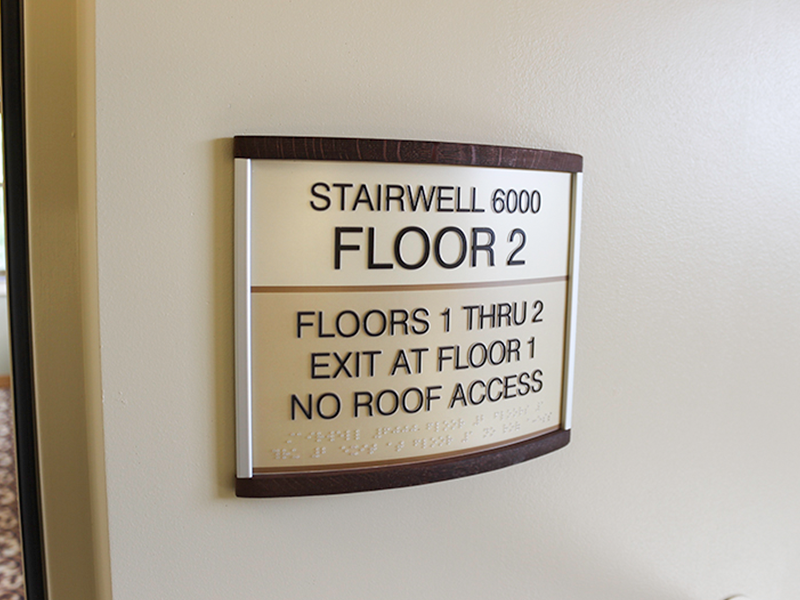 STAIRWELL 6000
FLOOR 2
FLOORS 1 THRU 2
EXIT AT FLOOR 1
NO ROOF ACCESS